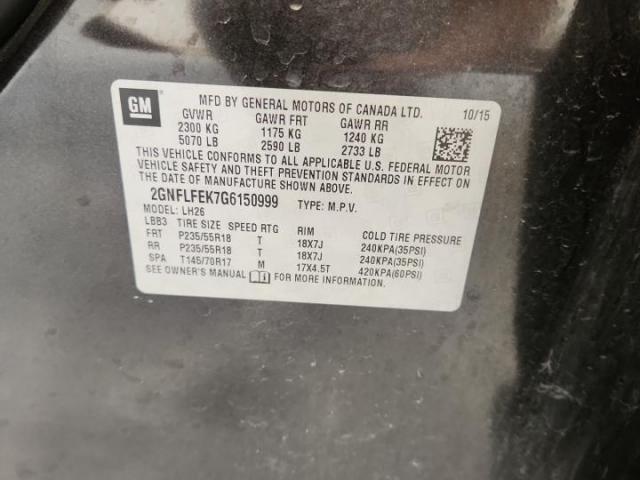 GM
MFD BY GENERAL MOTORS OF CANADA LTD. 10/15
GVWR GAWR FRT GAWR RR
2300 KG 1175 KG 1240 KG
5070 LB 2590 LB 2733 LB
THIS VEHICLE CONFORMS TO ALL APPLICABLE U.S. FEDERAL MOTOR
VEHICLE SAFETY AND THEFT PREVENTION STANDARDS IN EFFECT ON
THE DATE OF MANUFACTURE SHOWN ABOVE.
2GNFLFEK7G6150999 TYPE: M.P.V.
MODEL: LH26
LBB3 TIRE SIZE SPEED RTG RIM COLD TIRE PRESSURE
FRT P235/55R18 T 18X7J 240KPA(35PSI)
RR P235/55R18 T 18X7J 240KPA(35PSI)
SPA T145/70R17 M 17X4.5T 420KPA(60PSI)
SEE OWNER'S MANUAL FOR MORE INFORMATION.